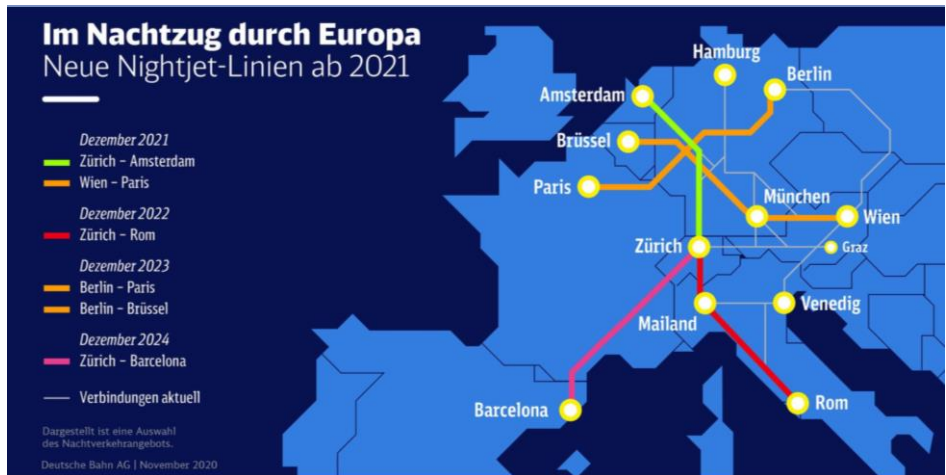 Im Nachtzug durch Europa
Neue Nightjet-Linien ab 2021
Dezember 2021
Zürich – Amsterdam
Wien – Paris
Dezember 2022
Zürich – Rom
Dezember 2023
Berlin – Paris
Berlin – Brüssel
Dezember 2024
Zürich – Barcelona
Verbindungen aktuell
Dargestellt ist eine Auswahl
des Nachtverkehrangebots.
Deutsche Bahn AG | November 2020
Hamburg
Berlin
Amsterdam
Brüssel
Paris
München
Wien
Zürich
Graz
Mailand
Venedig
Barcelona
Rom